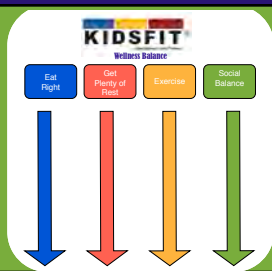 KIDSFIT
Wellness Balance
Eat
Right
Get
Plenty of
Rest
Exercise
Social
Balance